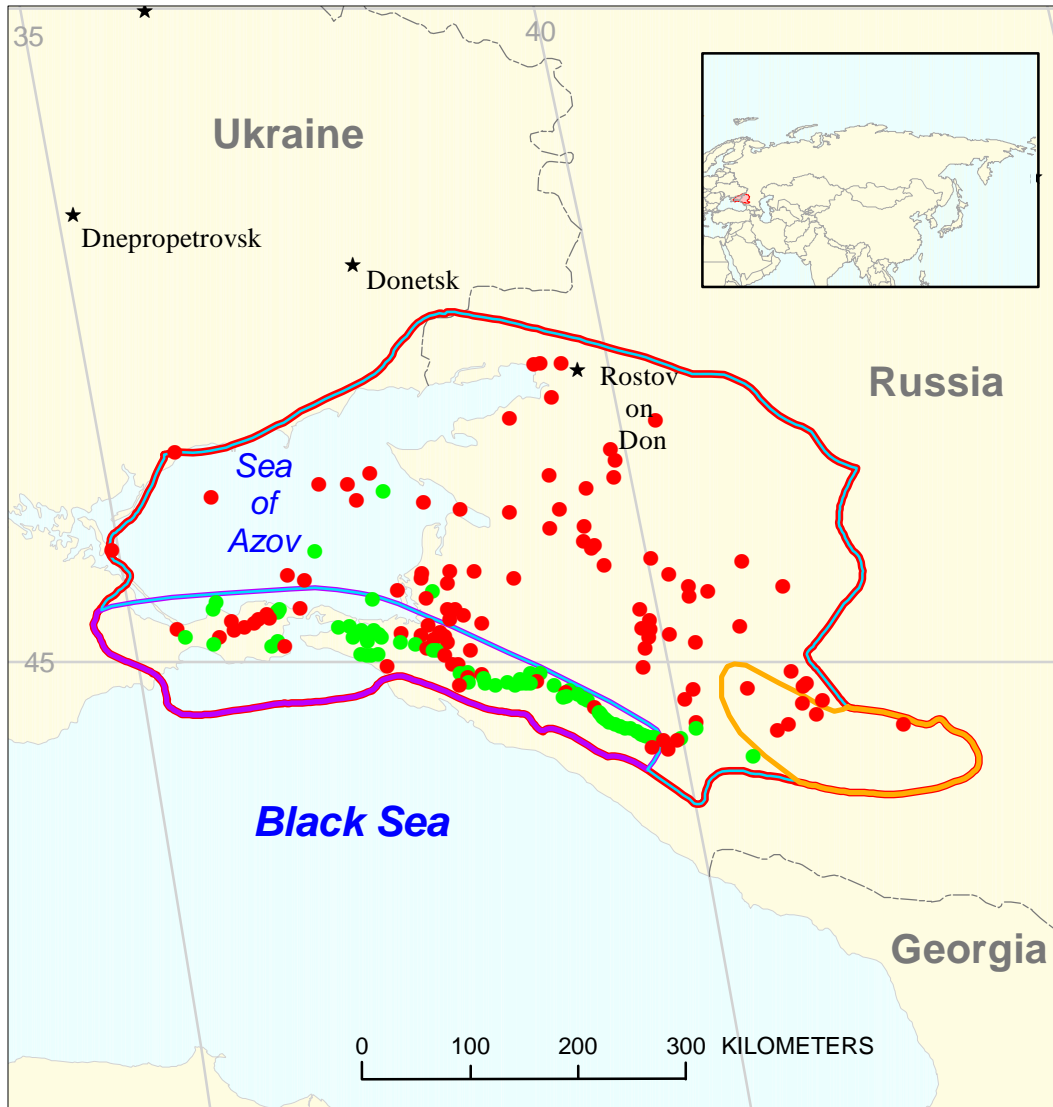 35
40
Ukraine
Dnepropetrovsk
Donetsk
Russia
Rostov
on
Don
Sea
of
Azov
45
Black Sea
Georgia
0 100 200 300 KILOMETERS